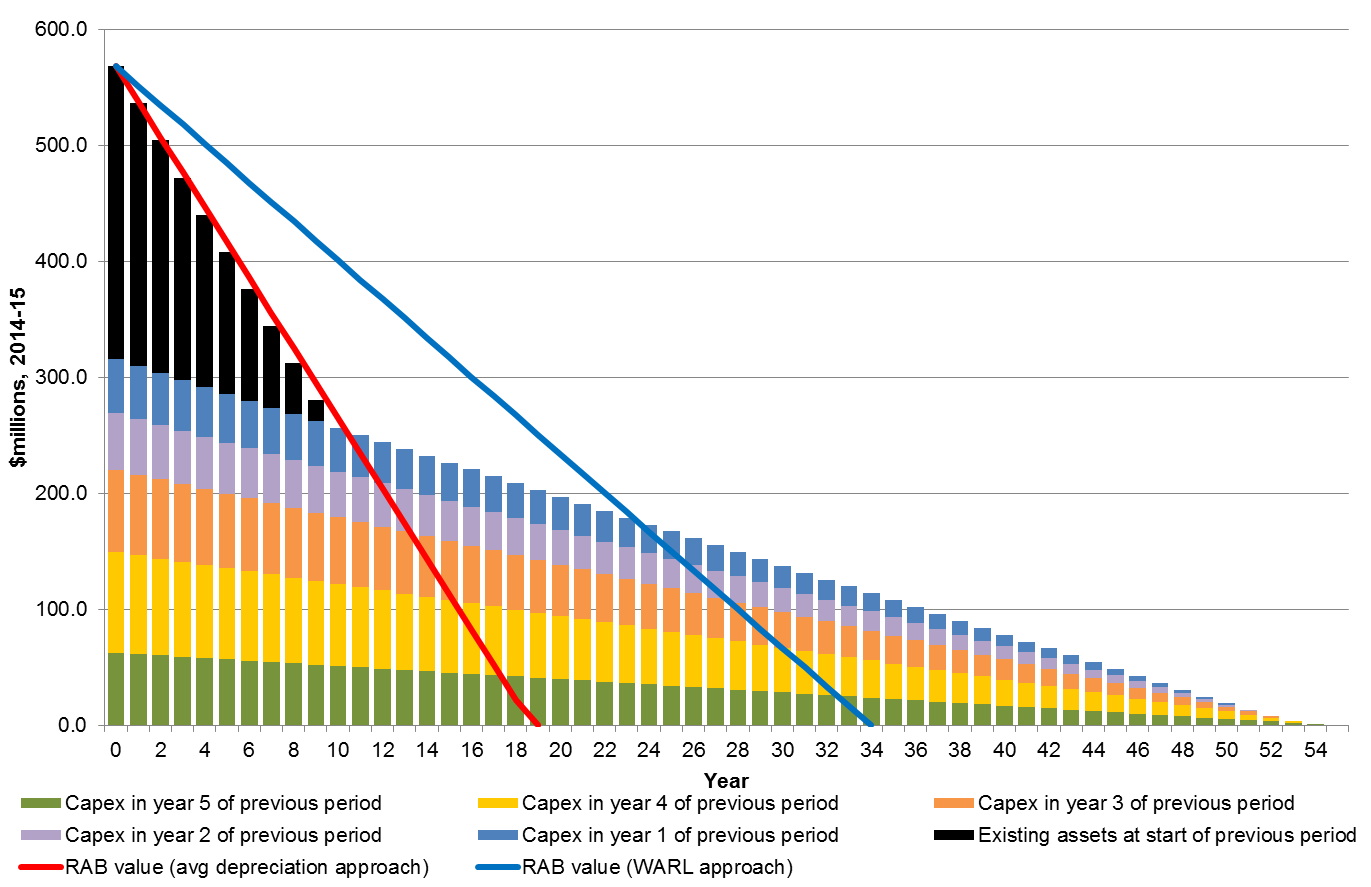 600.0
500.0
400.0
300.0
200.0
100.0
0.0
$millions, 2014-15
0 2 4 6 8 10 12 14 16 18 20 22 24 26 28 30 32 34 36 38 40 42 44 46 48 50 52 54
Year
Capex in year 5 of previous period Capex in year 4 of previous period Capex in year 3 of previous period
Capex in year 2 of previous period Capex in year 1 of previous period Existing assets at start of previous period
RAB value (avg depreciation approach) RAB value (WARL approach)